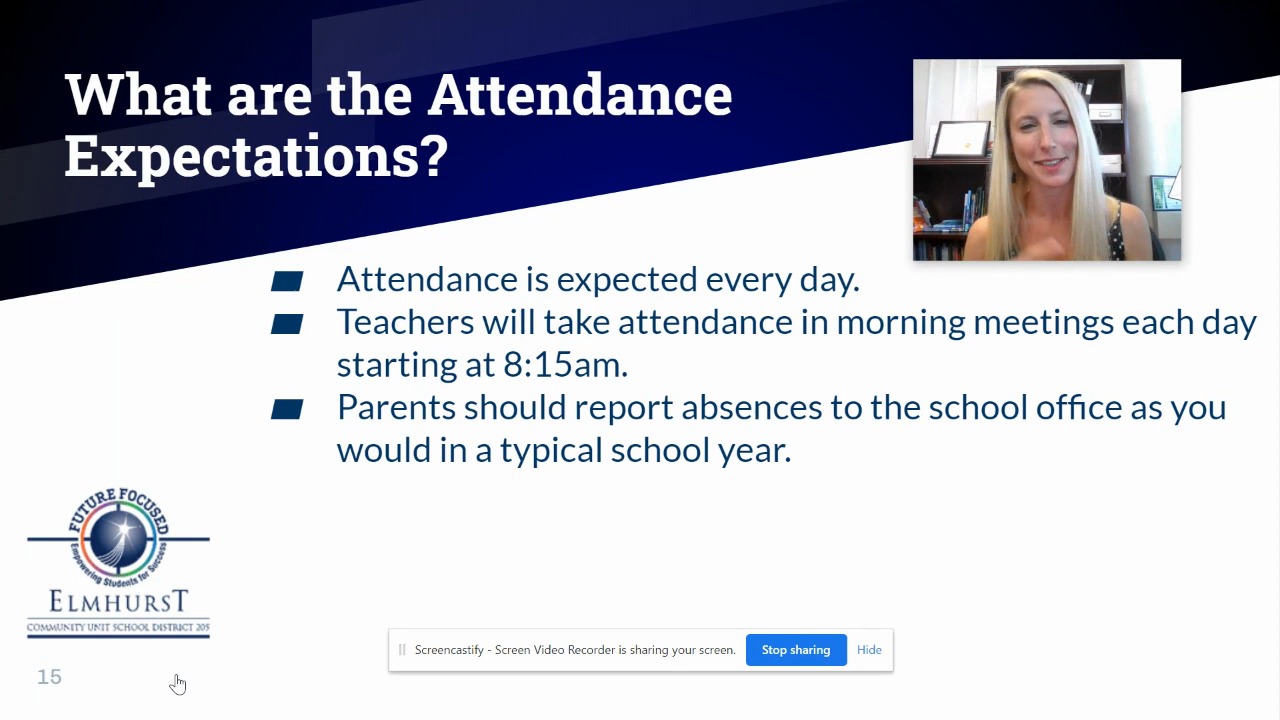 What are the Attendance
Expectations?
Attendance is expected every day.
Teachers will take attendance in morning meetings each day
starting at 8:15am.
Parents should report absences to the school office as you
would in a typical school year.
FUTURE FOCUSED
Empowering Students for Success
ELMHURST
COMMUNITY UNIT SCHOOL DISTRICT 205
Screencastify - Screen Video Recorder is sharing your screen.
Stop sharing
Hide
15